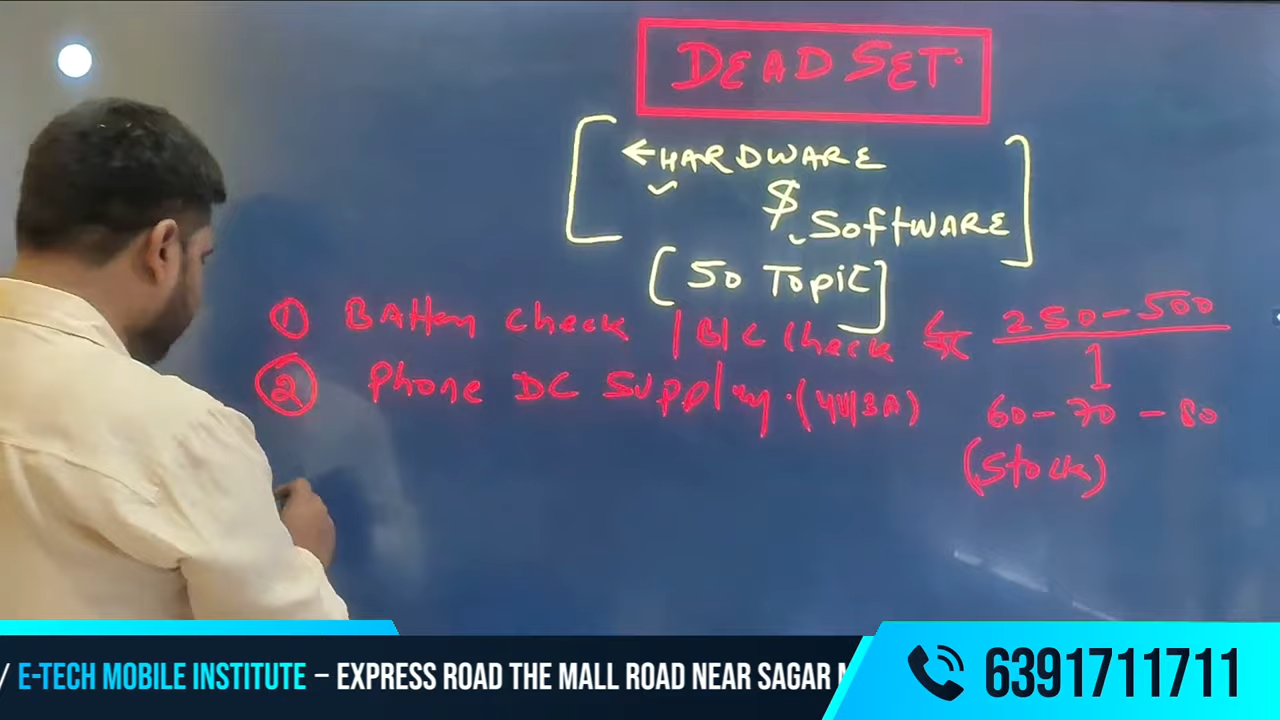 DEAD SET.
←HARDWARE
$
SoftWARE
[50 Topic]
① BAttery check / B/C check
250-500
1
② Phone DC Supply. (4V/3A)
60-70-80
(Stock)
/ E-TECH MOBILE INSTITUTE – EXPRESS ROAD THE MALL ROAD NEAR SAGAR
6391711711